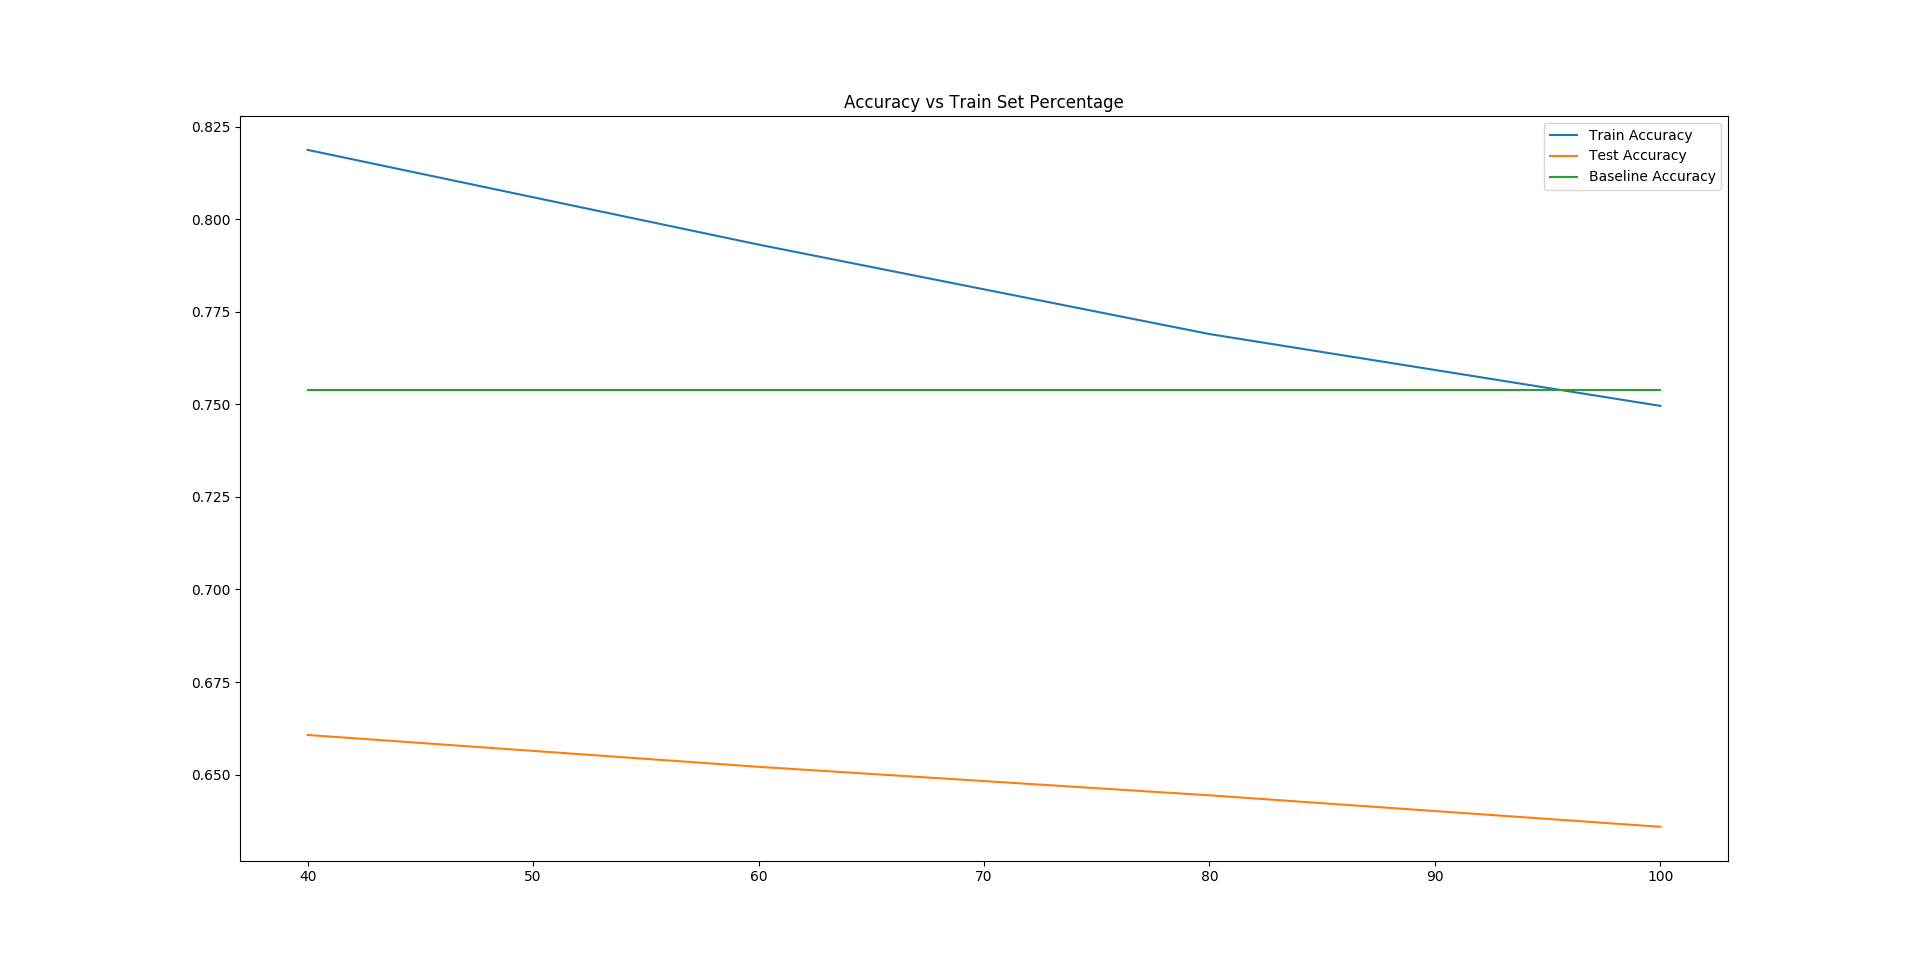 Accuracy vs Train Set Percentage
0.825
0.800
0.775
0.750
0.725
0.700
0.675
0.650
Train Accuracy
Test Accuracy
Baseline Accuracy
40 50 60 70 80 90 100